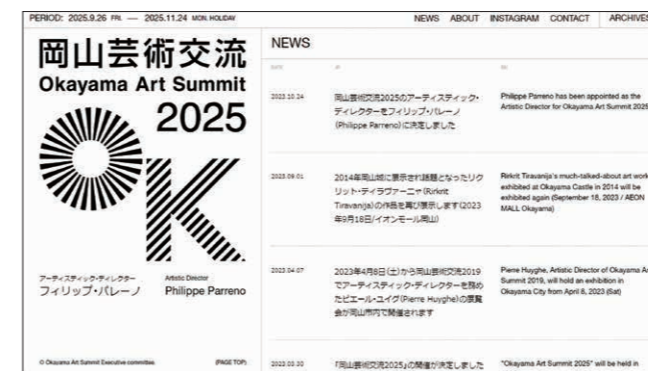 PERIOD: 2025.9.26 FRI. — 2025.11.24 MON. HOLIDAY
NEWS ABOUT INSTAGRAM CONTACT ARCHIVES
岡山芸術交流
Okayama Art Summit
2025
OK
アーティスティック・ディレクター
フィリップ・パレーノ
Artistic Director
Philippe Parreno
© Okayama Art Summit Executive committee.
(PAGE TOP)
NEWS
DATE
2023.10.24
岡山芸術交流2025のアーティスティック・
ディレクターをフィリップ・パレーノ
(Philippe Parreno)に決定しました
Philippe Parreno has been appointed as the
Artistic Director for Okayama Art Summit 2025
2023.09.01
2014年岡山城に展示され話題となったリク
リット・ティラヴァーニャ(Rirkrit
Tiravanija)の作品を再び展示します(2023
年9月18日/イオンモール岡山)
Rirkrit Tiravanija's much-talked-about art work
exhibited at Okayama Castle in 2014 will be
exhibited again (September 18, 2023 / AEON
MALL Okayama)
2023.04.07
2023年4月8日(土)から岡山芸術交流2019
でアーティスティック・ディレクターを務め
たピエール・ユイグ(Pierre Huyghe)の展覧
会が岡山市内で開催されます
Pierre Huyghe, Artistic Director of Okayama Art
Summit 2019, will hold an exhibition in
Okayama City from April 8, 2023 (Sat)
2023.03.30
「岡山芸術交流2025」の開催が決定しました
"Okayama Art Summit 2025" will be held in